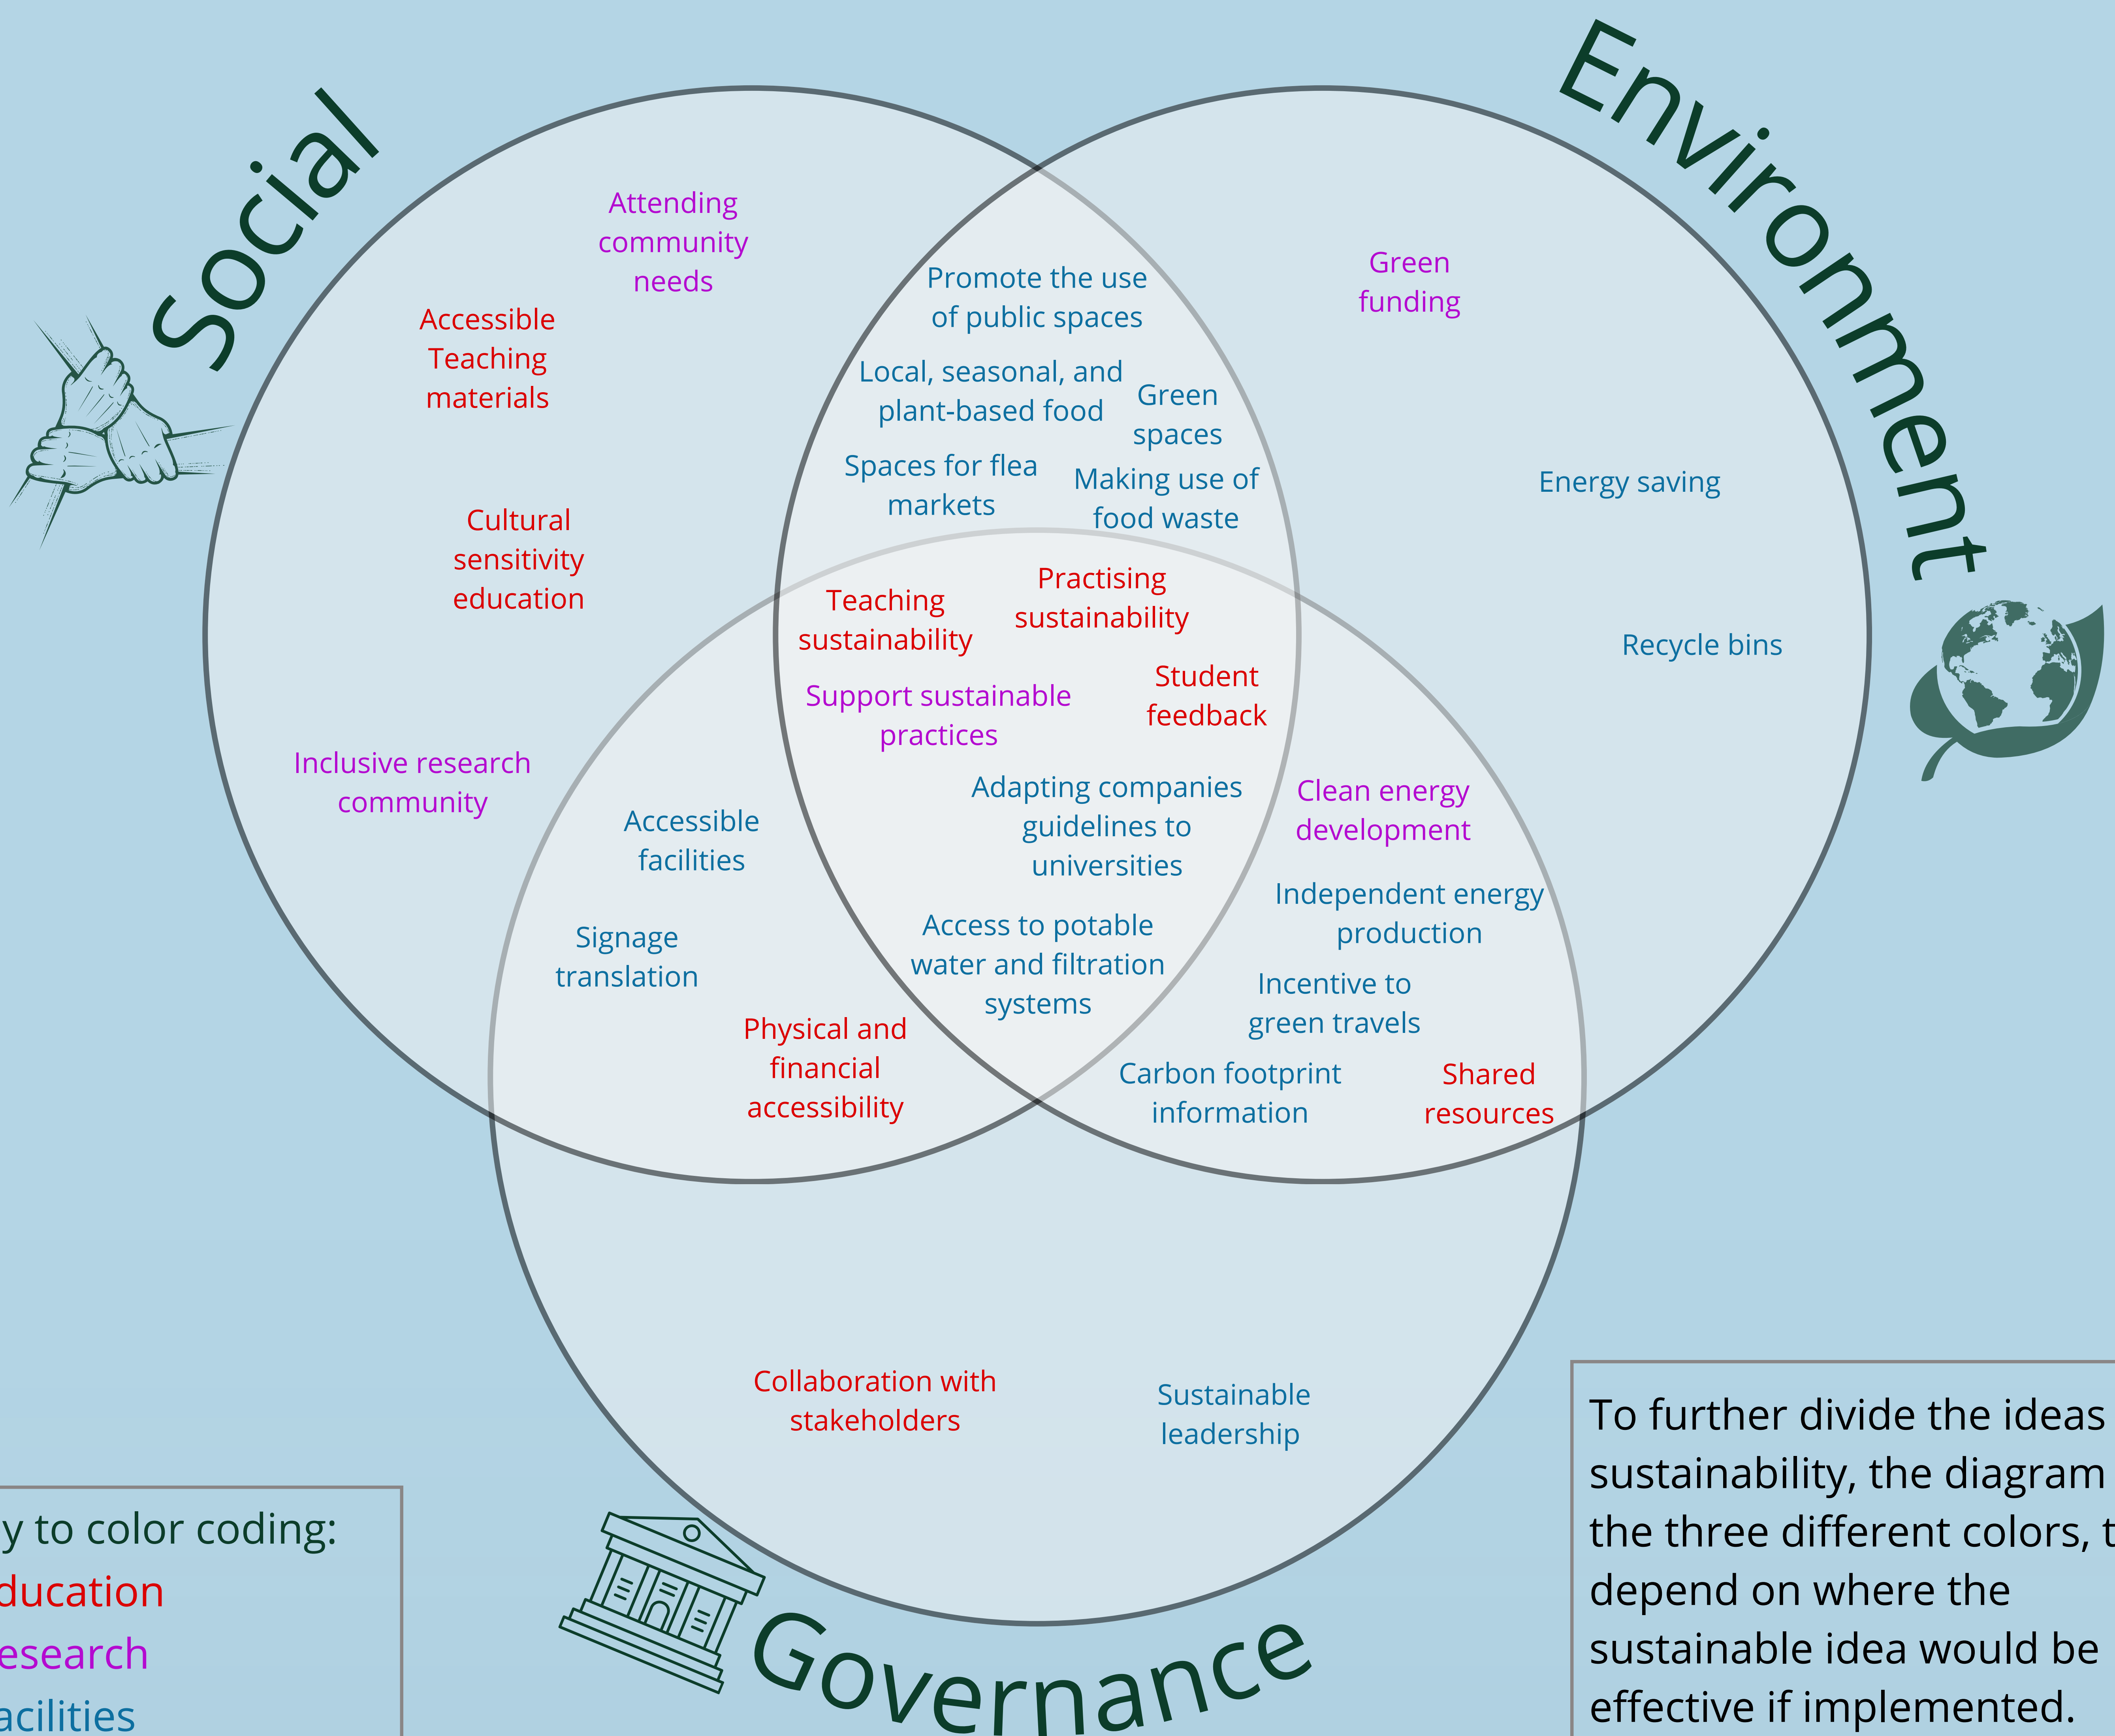 Social
Environment
Attending
community
needs
Accessible
Teaching
materials
Cultural
sensitivity
education
Inclusive research
community
Promote the use
of public spaces
Local, seasonal, and
plant-based food
Green
spaces
Spaces for flea
markets
Making use of
food waste
Green
funding
Energy saving
Recycle bins
Teaching
sustainability
Practising
sustainability
Support sustainable
practices
Student
feedback
Adapting companies
guidelines to
universities
Access to potable
water and filtration
systems
Accessible
facilities
Signage
translation
Physical and
financial
accessibility
Clean energy
development
Independent energy
production
Incentive to
green travels
Carbon footprint
information
Shared
resources
Collaboration with
stakeholders
Sustainable
leadership
Governance
y to color coding:
ducation
esearch
acilities
To further divide the ideas
sustainability, the diagram
the three different colors, t
depend on where the
sustainable idea would be
effective if implemented.